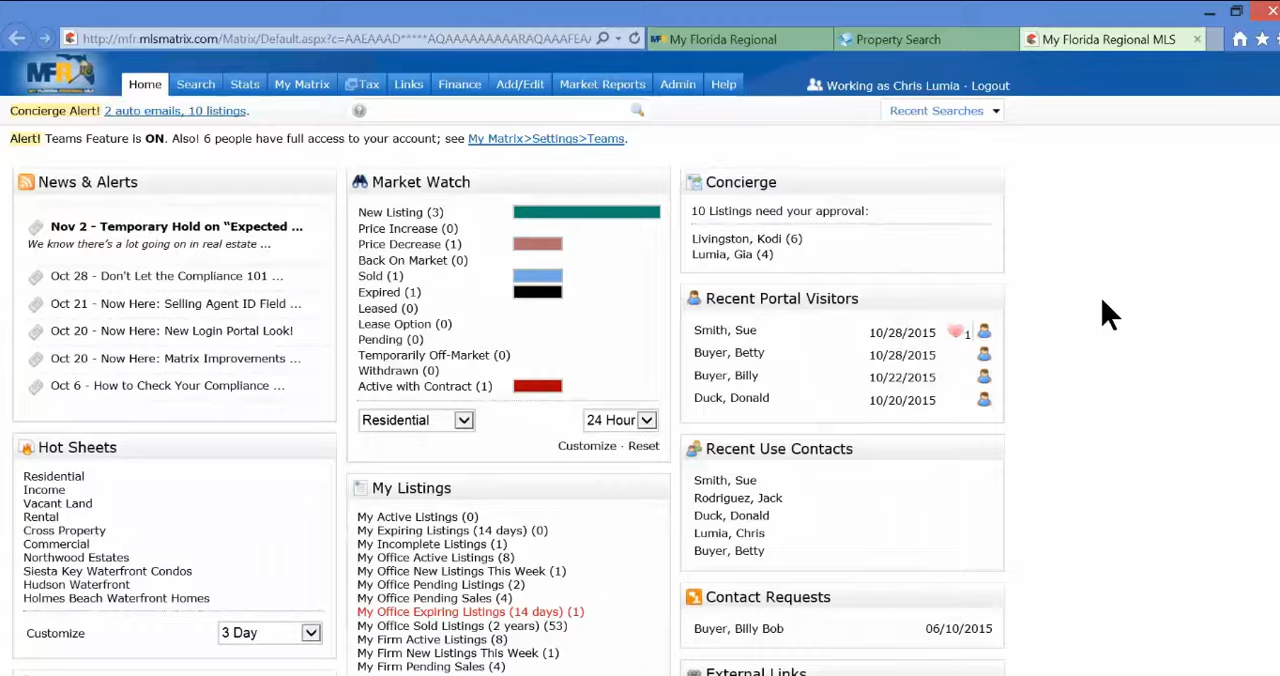 http://mfr.mlsmatrix.com/Matrix/Default.aspx?c=AAEAAAD*****AQAAAAAAAAARAQAAAFEA/
My Florida Regional
Property Search
My Florida Regional MLS
MFR
Home
Search
Stats
My Matrix
Tax
Links
Finance
Add/Edit
Market Reports
Admin
Help
Working as Chris Lumia · Logout
Concierge Alert! 2 auto emails, 10 listings.
Recent Searches
Alert! Teams Feature is ON. Also! 6 people have full access to your account; see My Matrix>Settings>Teams.
News & Alerts
Nov 2 - Temporary Hold on “Expected ...
We know there’s a lot going on in real estate ...
Oct 28 - Don't Let the Compliance 101 ...
Oct 21 - Now Here: Selling Agent ID Field ...
Oct 20 - Now Here: New Login Portal Look!
Oct 20 - Now Here: Matrix Improvements ...
Oct 6 - How to Check Your Compliance ...
Hot Sheets
Residential
Income
Vacant Land
Rental
Cross Property
Commercial
Northwood Estates
Siesta Key Waterfront Condos
Hudson Waterfront
Holmes Beach Waterfront Homes
Customize
3 Day
Market Watch
New Listing (3)
Price Increase (0)
Price Decrease (1)
Back On Market (0)
Sold (1)
Expired (1)
Leased (0)
Lease Option (0)
Pending (0)
Temporarily Off-Market (0)
Withdrawn (0)
Active with Contract (1)
Residential
24 Hour
Customize · Reset
My Listings
My Active Listings (0)
My Expiring Listings (14 days) (0)
My Incomplete Listings (1)
My Office Active Listings (8)
My Office New Listings This Week (1)
My Office Pending Listings (2)
My Office Pending Sales (4)
My Office Expiring Listings (14 days) (1)
My Office Sold Listings (2 years) (53)
My Firm Active Listings (8)
My Firm New Listings This Week (1)
My Firm Pending Sales (4)
Concierge
10 Listings need your approval:
Livingston, Kodi (6)
Lumia, Gia (4)
Recent Portal Visitors
Smith, Sue 10/28/2015 1
Buyer, Betty 10/28/2015
Buyer, Billy 10/22/2015
Duck, Donald 10/20/2015
Recent Use Contacts
Smith, Sue
Rodriguez, Jack
Duck, Donald
Lumia, Chris
Buyer, Betty
Contact Requests
Buyer, Billy Bob 06/10/2015
External Links